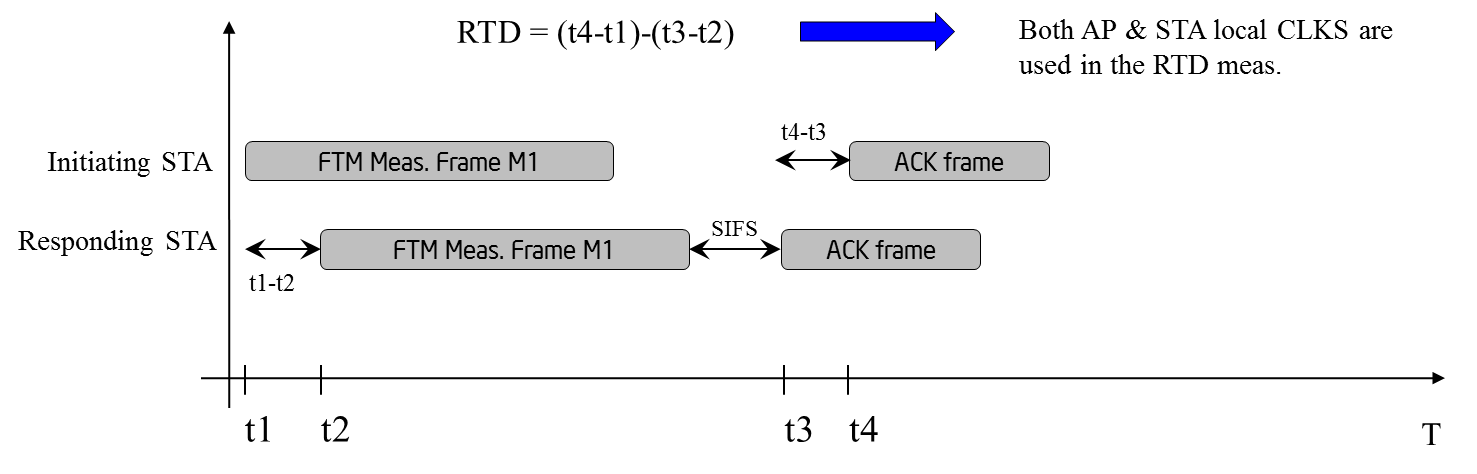 RTD = (t4-t1)-(t3-t2)
Both AP & STA local CLKS are
used in the RTD meas.
t4-t3
Initiating STA
FTM Meas. Frame M1
ACK frame
SIFS
Responding STA
FTM Meas. Frame M1
ACK frame
t1-t2
t1
t2
t3
t4
T